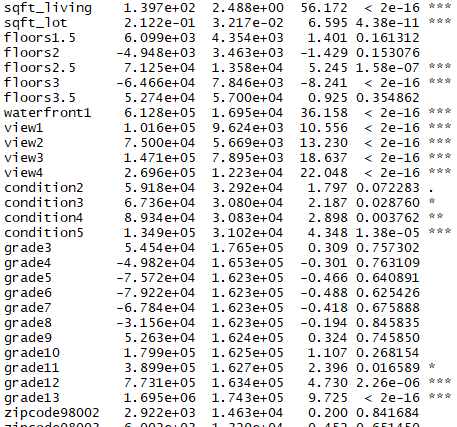 sqft_living 1.397e+02 2.488e+00 56.172 < 2e-16 ***
sqft_lot 2.122e-01 3.217e-02 6.595 4.38e-11 ***
floors1.5 6.099e+03 4.354e+03 1.401 0.161312
floors2 -4.948e+03 3.463e+03 -1.429 0.153076
floors2.5 7.125e+04 1.358e+04 5.245 1.58e-07 ***
floors3 -6.466e+04 7.846e+03 -8.241 < 2e-16 ***
floors3.5 5.274e+04 5.700e+04 0.925 0.354862
waterfront1 6.128e+05 1.695e+04 36.158 < 2e-16 ***
view1 1.016e+05 9.624e+03 10.556 < 2e-16 ***
view2 7.500e+04 5.669e+03 13.230 < 2e-16 ***
view3 1.471e+05 7.895e+03 18.637 < 2e-16 ***
view4 2.696e+05 1.223e+04 22.048 < 2e-16 ***
condition2 5.918e+04 3.292e+04 1.797 0.072283 .
condition3 6.736e+04 3.080e+04 2.187 0.028760 *
condition4 8.934e+04 3.083e+04 2.898 0.003762 **
condition5 1.349e+05 3.102e+04 4.348 1.38e-05 ***
grade3 5.454e+04 1.765e+05 0.309 0.757302
grade4 -4.982e+04 1.653e+05 -0.301 0.763109
grade5 -7.572e+04 1.623e+05 -0.466 0.640891
grade6 -7.922e+04 1.623e+05 -0.488 0.625426
grade7 -6.784e+04 1.623e+05 -0.418 0.675888
grade8 -3.156e+04 1.623e+05 -0.194 0.845835
grade9 5.263e+04 1.624e+05 0.324 0.745850
grade10 1.799e+05 1.625e+05 1.107 0.268154
grade11 3.899e+05 1.627e+05 2.396 0.016589 *
grade12 7.731e+05 1.634e+05 4.730 2.26e-06 ***
grade13 1.695e+06 1.743e+05 9.725 < 2e-16 ***
zipcode98002 2.922e+03 1.463e+04 0.200 0.841684